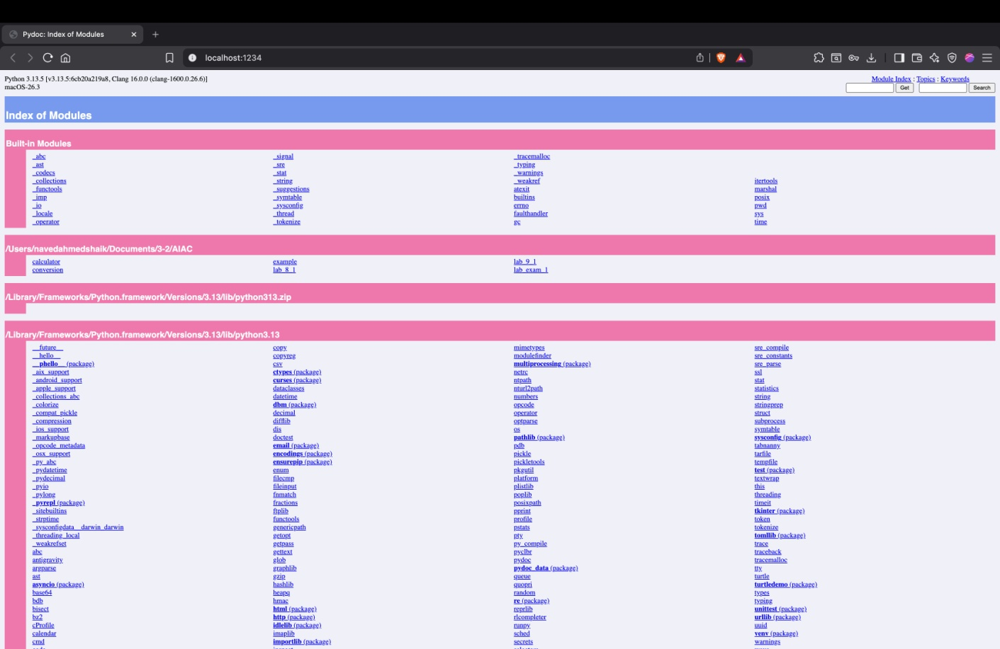 Pydoc: Index of Modules
localhost:1234
Python 3.13.5 [v3.13.5:6cb20a219a8, Clang 16.0.0 (clang-1600.0.26.6)]
macOS-26.3
Module Index : Topics : Keywords
Get Search
Index of Modules
Built-in Modules
_abc
_ast
_codecs
_collections
_functools
_imp
_io
_locale
_operator
_signal
_sre
_stat
_string
_suggestions
_symtable
_sysconfig
_thread
_tokenize
_tracemalloc
_typing
_warnings
_weakref
atexit
builtins
errno
faulthandler
gc
itertools
marshal
posix
pwd
sys
time
/Users/navedahmedshaik/Documents/3-2/AIAC
calculator
conversion
example
lab_8_1
lab_9_1
lab_exam_1
/Library/Frameworks/Python.framework/Versions/3.13/lib/python313.zip
/Library/Frameworks/Python.framework/Versions/3.13/lib/python3.13
__future__
__hello__
__phello__ (package)
_aix_support
_android_support
_apple_support
_collections_abc
_colorize
_compat_pickle
_compression
_ios_support
_markupbase
_opcode_metadata
_osx_support
_py_abc
_pydatetime
_pydecimal
_pyio
_pylong
_pyrepl (package)
_sitebuiltins
_strptime
_sysconfigdata__darwin_darwin
_threading_local
_weakrefset
abc
antigravity
argparse
ast
asyncio (package)
base64
bdb
bisect
bz2
cProfile
calendar
cmd
copy
copyreg
csv
ctypes (package)
curses (package)
dataclasses
datetime
dbm (package)
decimal
difflib
dis
doctest
email (package)
encodings (package)
ensurepip (package)
enum
filecmp
fileinput
fnmatch
fractions
ftplib
functools
genericpath
getopt
getpass
gettext
glob
graphlib
gzip
hashlib
heapq
hmac
html (package)
http (package)
idlelib (package)
imaplib
importlib (package)
mimetypes
modulefinder
multiprocessing (package)
netrc
ntpath
nturl2path
numbers
opcode
operator
optparse
os
pathlib (package)
pdb
pickle
pickletools
pkgutil
platform
plistlib
poplib
posixpath
pprint
profile
pstats
pty
py_compile
pyclbr
pydoc
pydoc_data (package)
queue
quopri
random
re (package)
reprlib
rlcompleter
runpy
sched
secrets
sre_compile
sre_constants
sre_parse
ssl
stat
statistics
string
stringprep
struct
subprocess
symtable
sysconfig (package)
tabnanny
tarfile
tempfile
test (package)
textwrap
this
threading
timeit
tkinter (package)
token
tokenize
tomllib (package)
trace
traceback
tracemalloc
tty
turtle
turtledemo (package)
types
typing
unittest (package)
urllib (package)
uuid
venv (package)
warnings